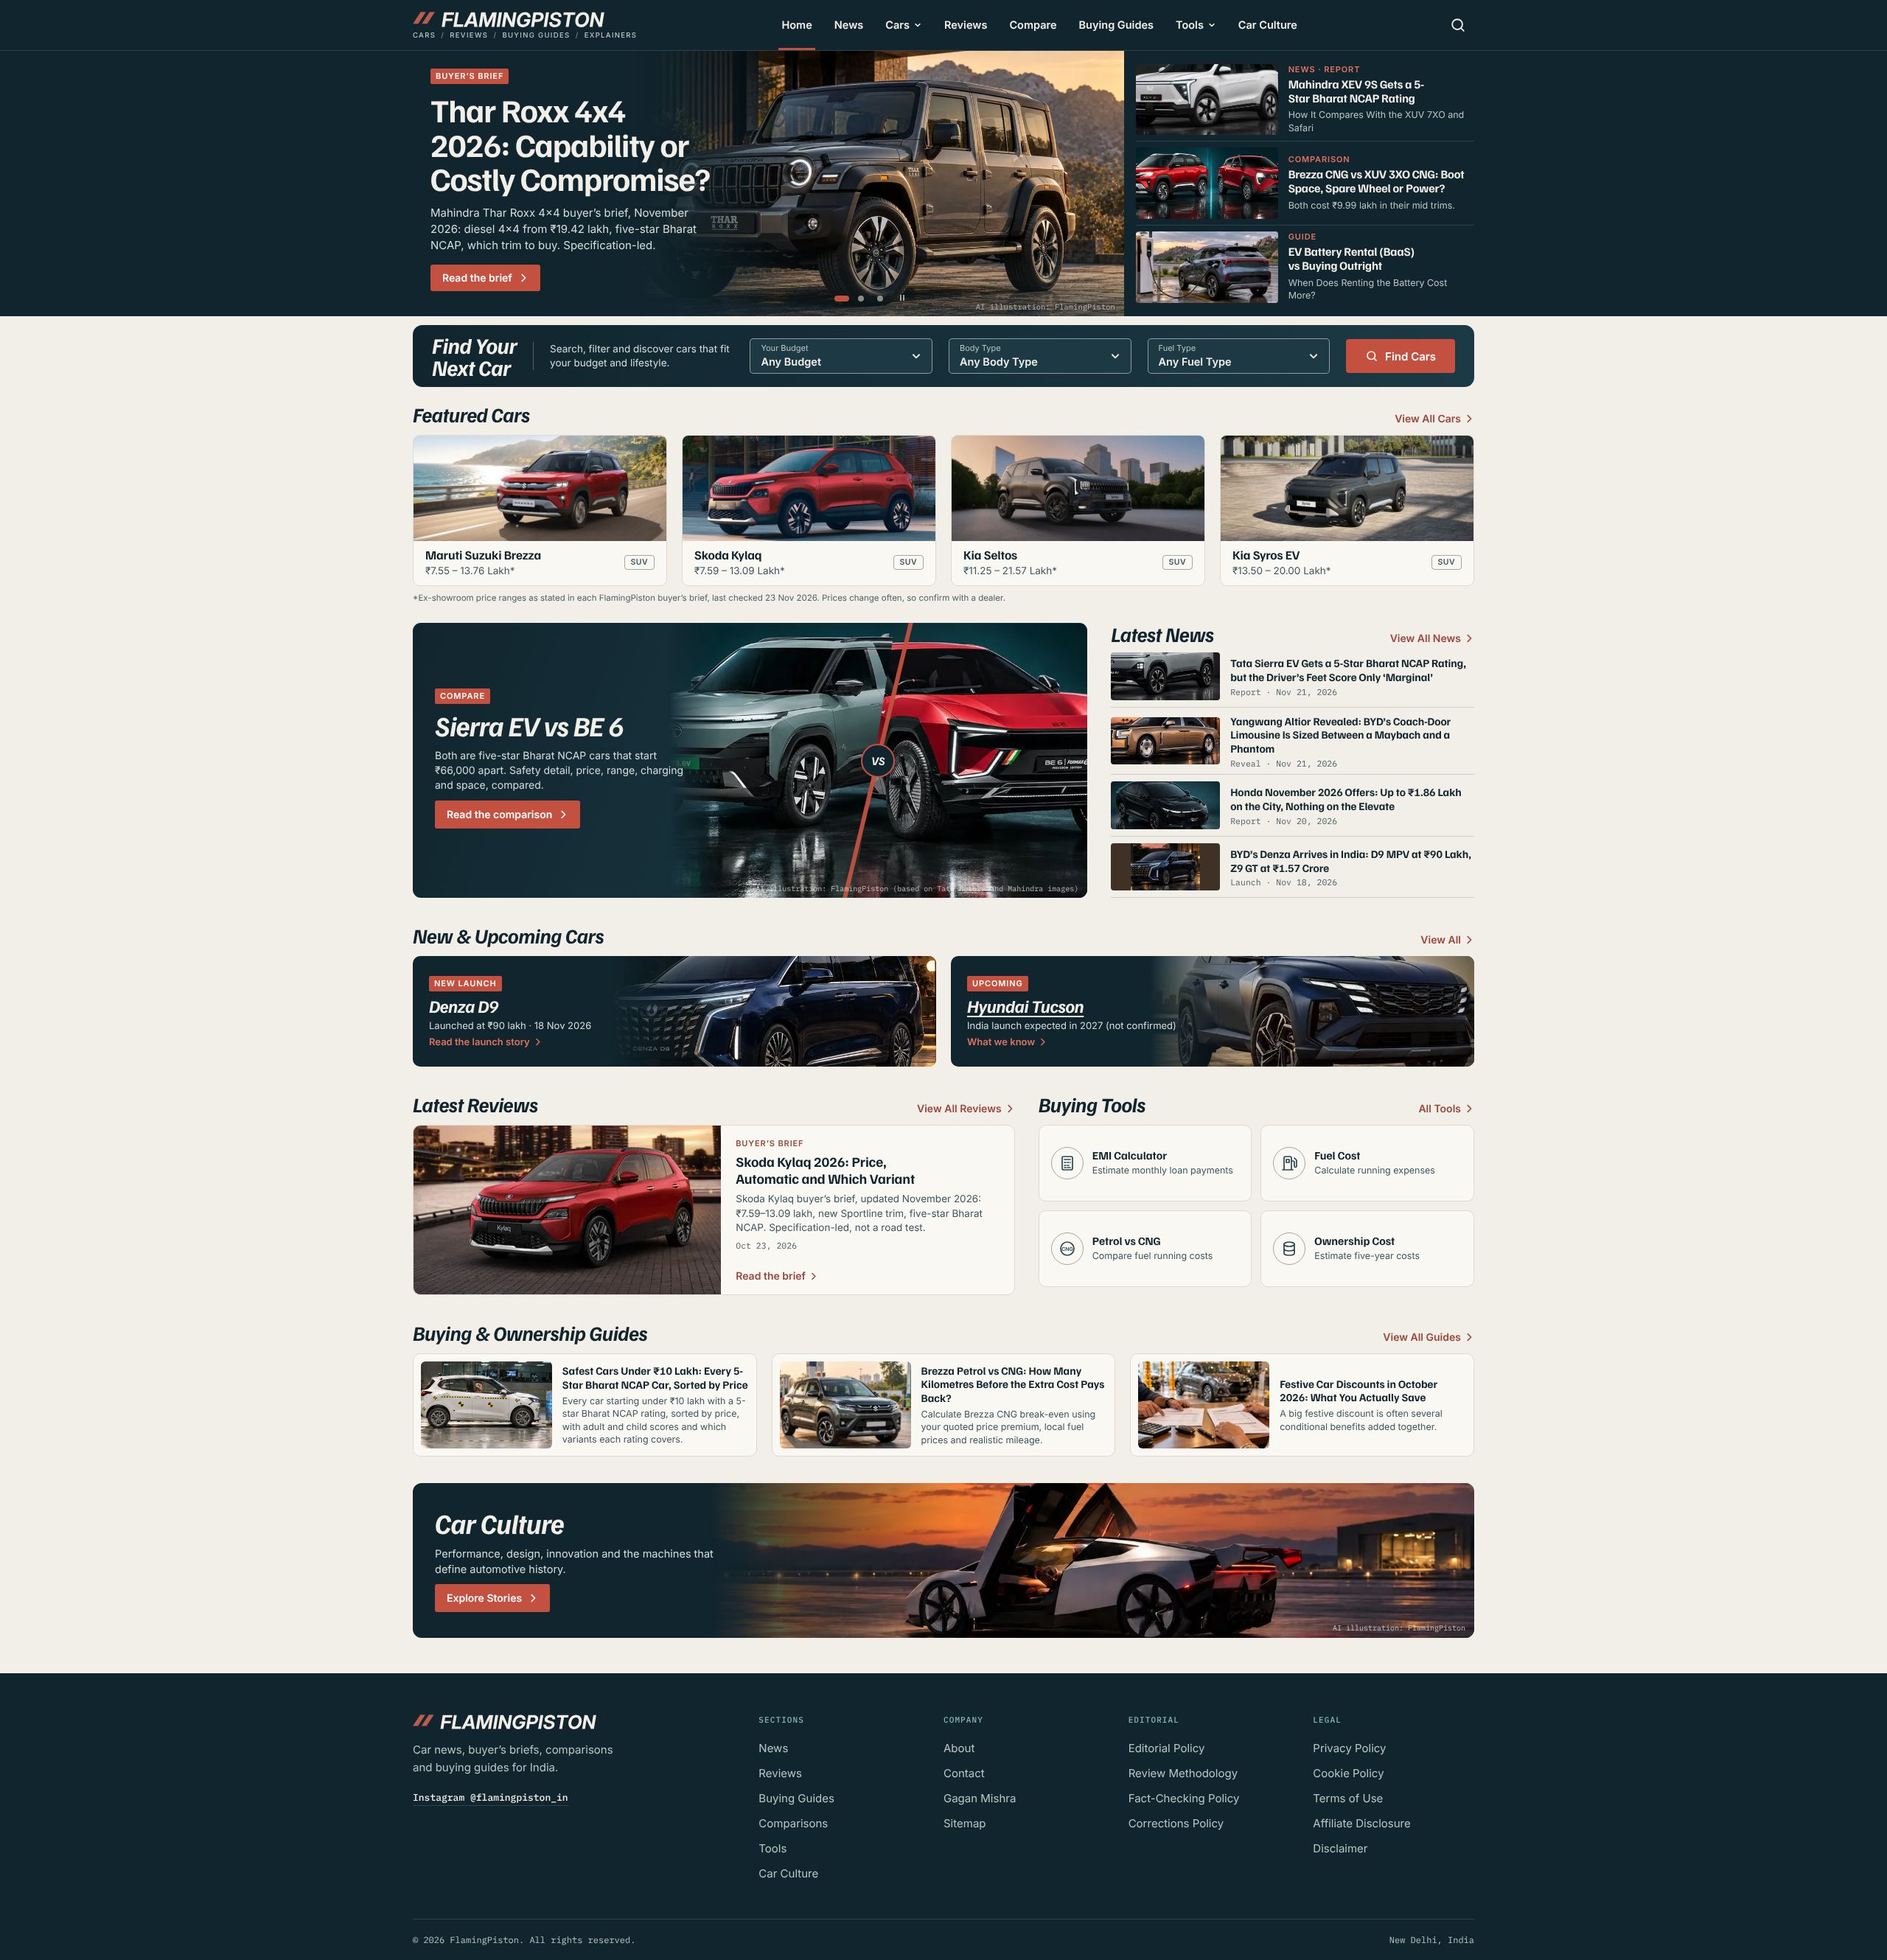 FLAMINGPISTON
CARS / REVIEWS / BUYING GUIDES / EXPLAINERS
Home
News
Cars
Reviews
Compare
Buying Guides
Tools
Car Culture
BUYER'S BRIEF
Thar Roxx 4x4
2026: Capability or
Costly Compromise?
Mahindra Thar Roxx 4×4 buyer's brief, November
2026: diesel 4×4 from ₹19.42 lakh, five-star Bharat
NCAP, which trim to buy. Specification-led.
Read the brief
THAR
ROXX
AI illustration: FlamingPiston
NEWS · REPORT
Mahindra XEV 9S Gets a 5-
Star Bharat NCAP Rating
How It Compares With the XUV 7XO and
Safari
COMPARISON
Brezza CNG vs XUV 3XO CNG: Boot
Space, Spare Wheel or Power?
Both cost ₹9.99 lakh in their mid trims.
GUIDE
EV Battery Rental (BaaS)
vs Buying Outright
When Does Renting the Battery Cost
More?
Find Your
Next Car
Search, filter and discover cars that fit
your budget and lifestyle.
Your Budget
Any Budget
Body Type
Any Body Type
Fuel Type
Any Fuel Type
Find Cars
Featured Cars
View All Cars
Maruti Suzuki Brezza
₹7.55 – 13.76 Lakh*
SUV
Skoda Kylaq
₹7.59 – 13.09 Lakh*
SUV
Kia Seltos
₹11.25 – 21.57 Lakh*
SUV
Kia Syros EV
₹13.50 – 20.00 Lakh*
SUV
*Ex-showroom price ranges as stated in each FlamingPiston buyer's brief, last checked 23 Nov 2026. Prices change often, so confirm with a dealer.
COMPARE
Sierra EV vs BE 6
Both are five-star Bharat NCAP cars that start
₹66,000 apart. Safety detail, price, range, charging
and space, compared.
Read the comparison
VS
BE 6
AI illustration: FlamingPiston (based on Tata Motors and Mahindra images)
Latest News
View All News
Tata Sierra EV Gets a 5-Star Bharat NCAP Rating,
but the Driver's Feet Score Only 'Marginal'
Report · Nov 21, 2026
Yangwang Altior Revealed: BYD's Coach-Door
Limousine Is Sized Between a Maybach and a
Phantom
Reveal · Nov 21, 2026
Honda November 2026 Offers: Up to ₹1.86 Lakh
on the City, Nothing on the Elevate
Report · Nov 20, 2026
BYD's Denza Arrives in India: D9 MPV at ₹90 Lakh,
Z9 GT at ₹1.57 Crore
Launch · Nov 18, 2026
New & Upcoming Cars
View All
NEW LAUNCH
Denza D9
Launched at ₹90 lakh · 18 Nov 2026
Read the launch story
UPCOMING
Hyundai Tucson
India launch expected in 2027 (not confirmed)
What we know
Latest Reviews
View All Reviews
Kylaq
BUYER'S BRIEF
Skoda Kylaq 2026: Price,
Automatic and Which Variant
Skoda Kylaq buyer's brief, updated November 2026:
₹7.59–13.09 lakh, new Sportline trim, five-star Bharat
NCAP. Specification-led, not a road test.
Oct 23, 2026
Read the brief
Buying Tools
All Tools
EMI Calculator
Estimate monthly loan payments
Fuel Cost
Calculate running expenses
CNG
Petrol vs CNG
Compare fuel running costs
Ownership Cost
Estimate five-year costs
Buying & Ownership Guides
View All Guides
Safest Cars Under ₹10 Lakh: Every 5-
Star Bharat NCAP Car, Sorted by Price
Every car starting under ₹10 lakh with a 5-
star Bharat NCAP rating, sorted by price,
with adult and child scores and which
variants each rating covers.
Brezza Petrol vs CNG: How Many
Kilometres Before the Extra Cost Pays
Back?
Calculate Brezza CNG break-even using
your quoted price premium, local fuel
prices and realistic mileage.
Festive Car Discounts in October
2026: What You Actually Save
A big festive discount is often several
conditional benefits added together.
Car Culture
Performance, design, innovation and the machines that
define automotive history.
Explore Stories
AI illustration: FlamingPiston
FLAMINGPISTON
Car news, buyer's briefs, comparisons
and buying guides for India.
Instagram @flamingpiston_in
SECTIONS
News
Reviews
Buying Guides
Comparisons
Tools
Car Culture
COMPANY
About
Contact
Gagan Mishra
Sitemap
EDITORIAL
Editorial Policy
Review Methodology
Fact-Checking Policy
Corrections Policy
LEGAL
Privacy Policy
Cookie Policy
Terms of Use
Affiliate Disclosure
Disclaimer
© 2026 FlamingPiston. All rights reserved.
New Delhi, India